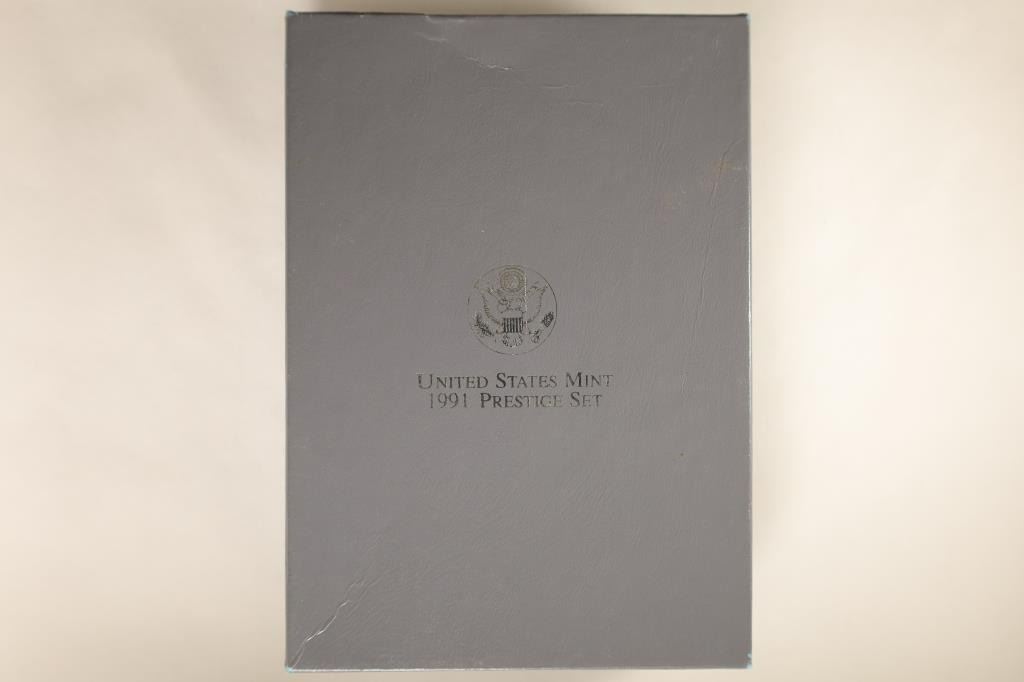 United States Mint
1991 Prestige Set